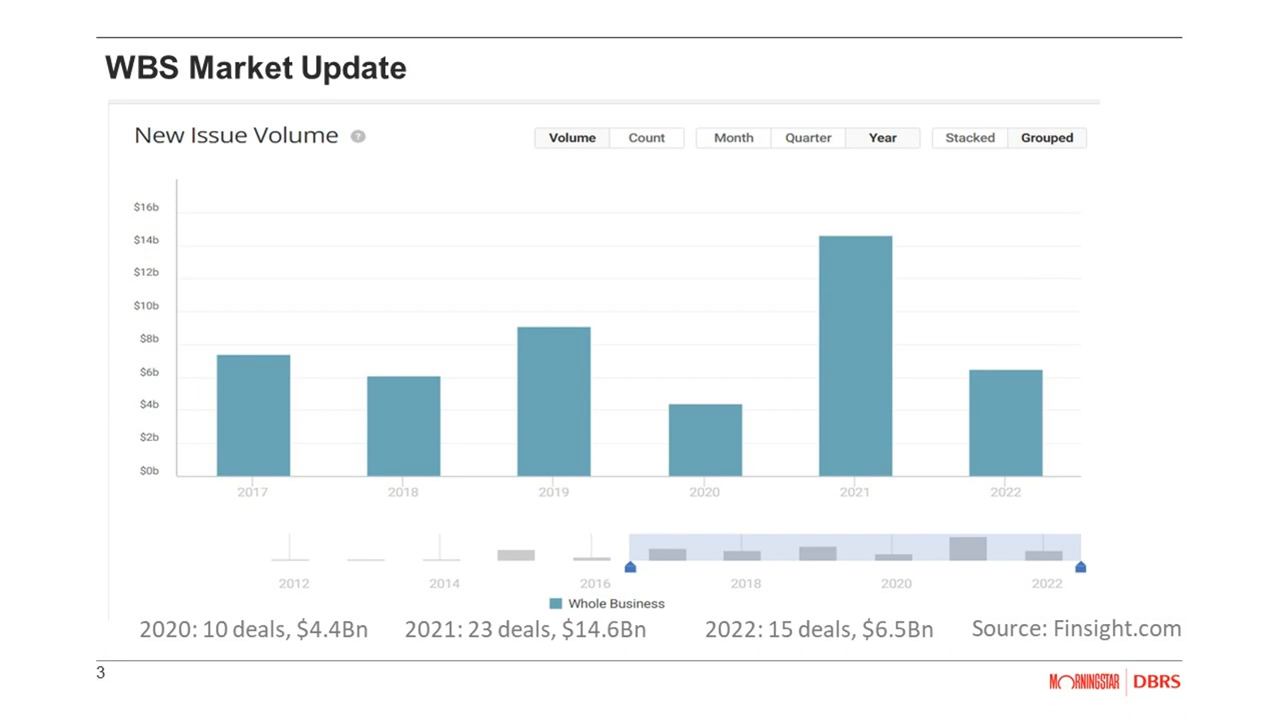 WBS Market Update
New Issue Volume ?
Volume Count Month Quarter Year Stacked Grouped
$16b
$14b
$12b
$10b
$8b
$6b
$4b
$2b
$0b
2017 2018 2019 2020 2021 2022
2012 2014 2016 2018 2020 2022
Whole Business
2020: 10 deals, $4.4Bn 2021: 23 deals, $14.6Bn 2022: 15 deals, $6.5Bn Source: Finsight.com
3
MORNINGSTAR DBRS